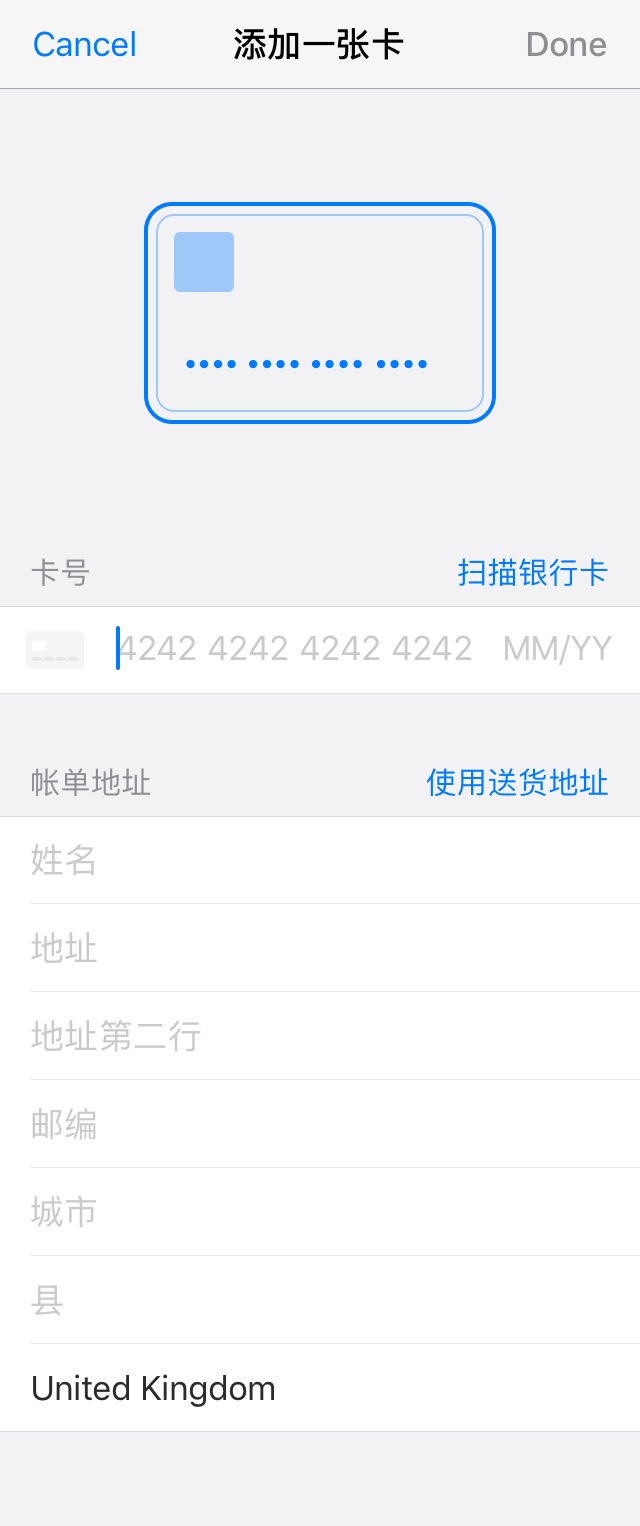 Cancel 添加一张卡 Done
•••• •••• •••• ••••
卡号 扫描银行卡
4242 4242 4242 4242 MM/YY
帐单地址 使用送货地址
姓名
地址
地址第二行
邮编
城市
县
United Kingdom